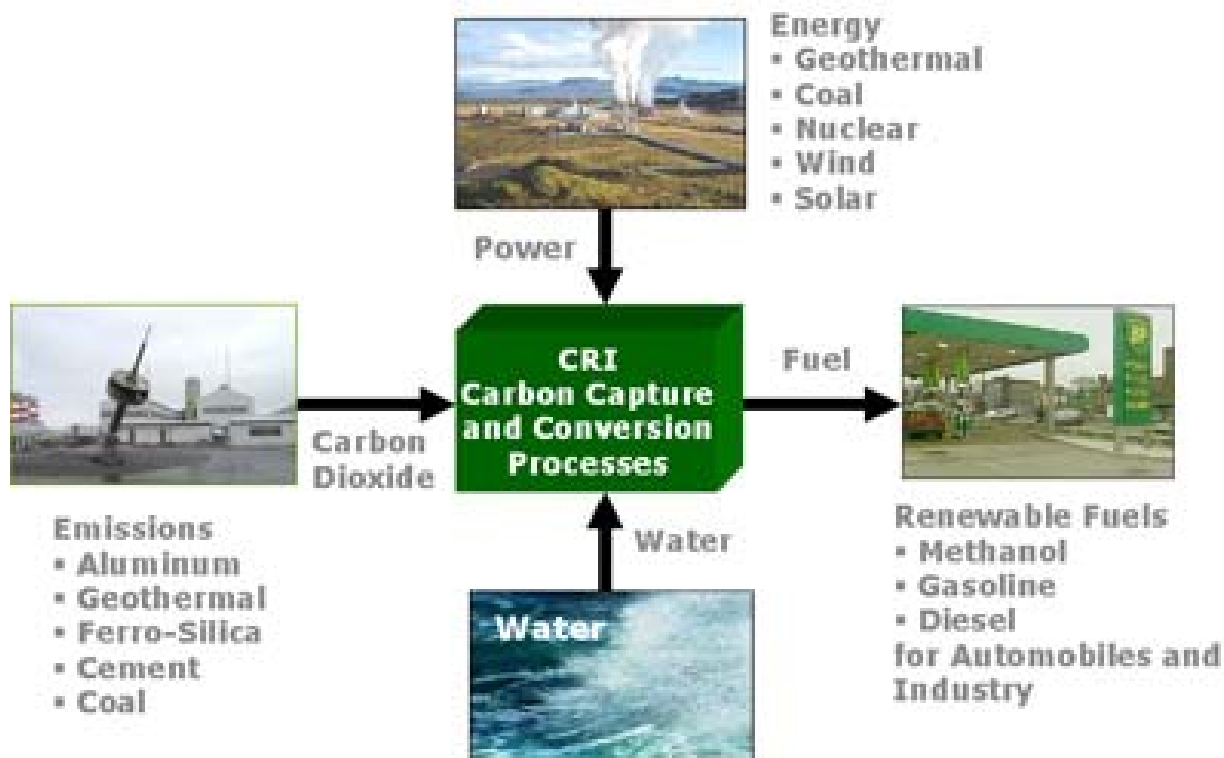 Energy
▪ Geothermal
▪ Coal
▪ Nuclear
▪ Wind
▪ Solar
Power
CRI
Carbon Capture
and Conversion
Processes
Fuel
Carbon
Dioxide
Emissions
▪ Aluminum
▪ Geothermal
▪ Ferro-Silica
▪ Cement
▪ Coal
Water
Water
Renewable Fuels
▪ Methanol
▪ Gasoline
▪ Diesel
for Automobiles and
Industry